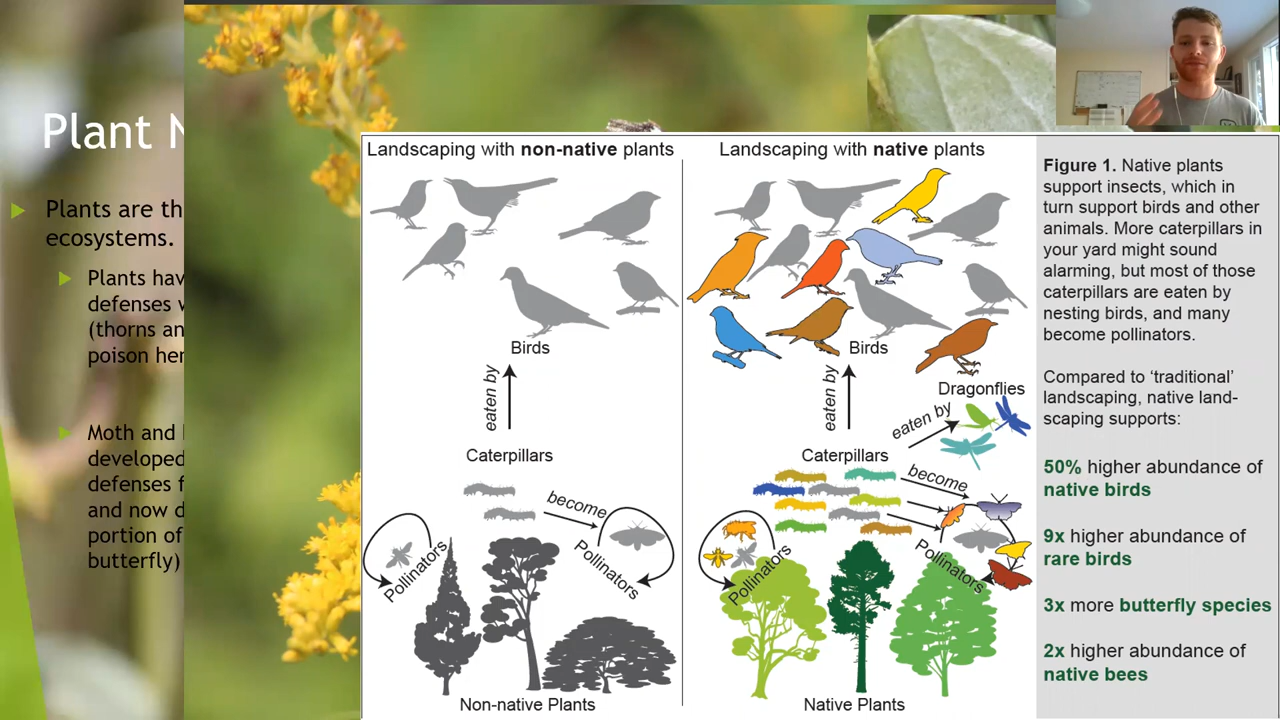 Plant N
Plants are th
ecosystems.
Plants hav
defenses w
(thorns an
poison her
Moth and
developed
defenses f
and now d
portion of
butterfly)
Landscaping with non-native plants
Birds
eaten by
Caterpillars
become
Pollinators
Pollinators
Non-native Plants
Landscaping with native plants
Birds
eaten by
Dragonflies
eaten by
Caterpillars
become
Pollinators
Pollinators
Native Plants
Figure 1. Native plants
support insects, which in
turn support birds and other
animals. More caterpillars in
your yard might sound
alarming, but most of those
caterpillars are eaten by
nesting birds, and many
become pollinators.
Compared to ‘traditional’
landscaping, native land-
scaping supports:
50% higher abundance of
native birds
9x higher abundance of
rare birds
3x more butterfly species
2x higher abundance of
native bees